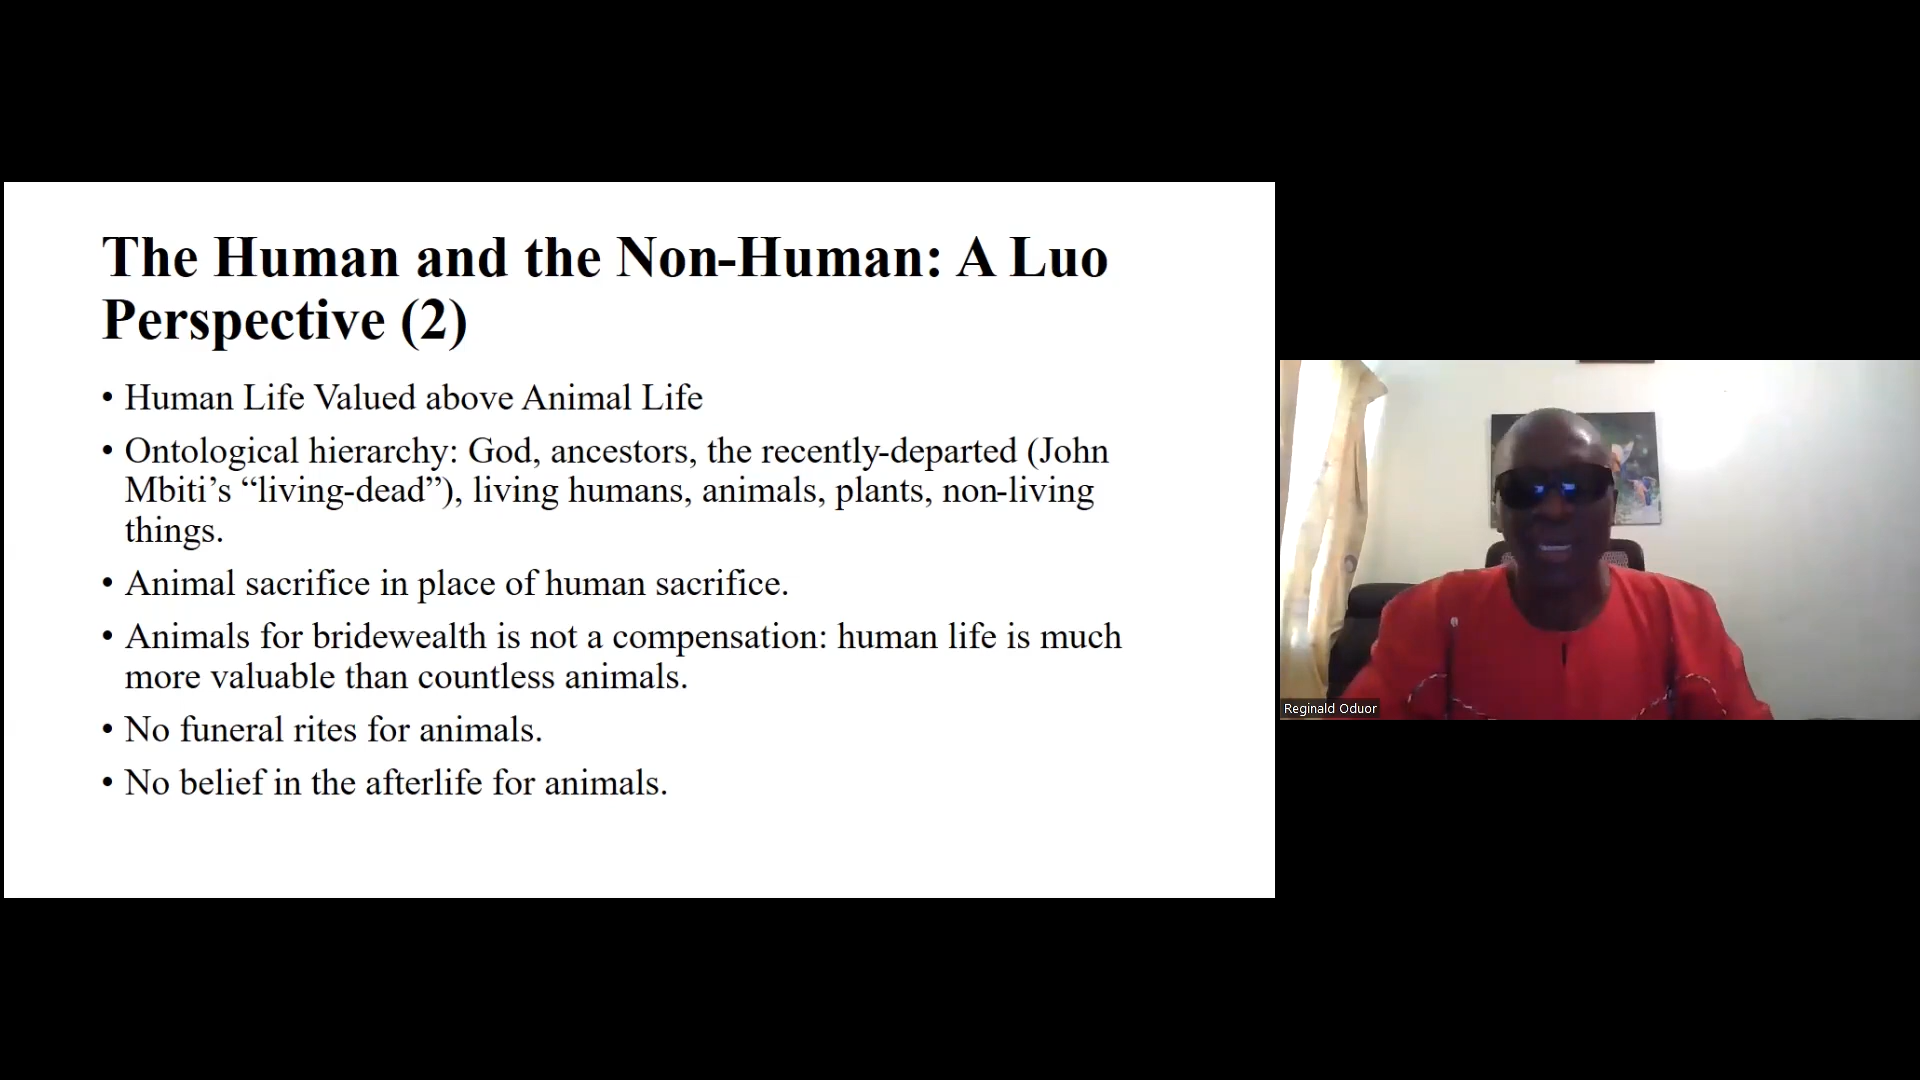 The Human and the Non-Human: A Luo
Perspective (2)
• Human Life Valued above Animal Life
• Ontological hierarchy: God, ancestors, the recently-departed (John
Mbiti’s “living-dead”), living humans, animals, plants, non-living
things.
• Animal sacrifice in place of human sacrifice.
• Animals for bridewealth is not a compensation: human life is much
more valuable than countless animals.
• No funeral rites for animals.
• No belief in the afterlife for animals.
Reginald Oduor